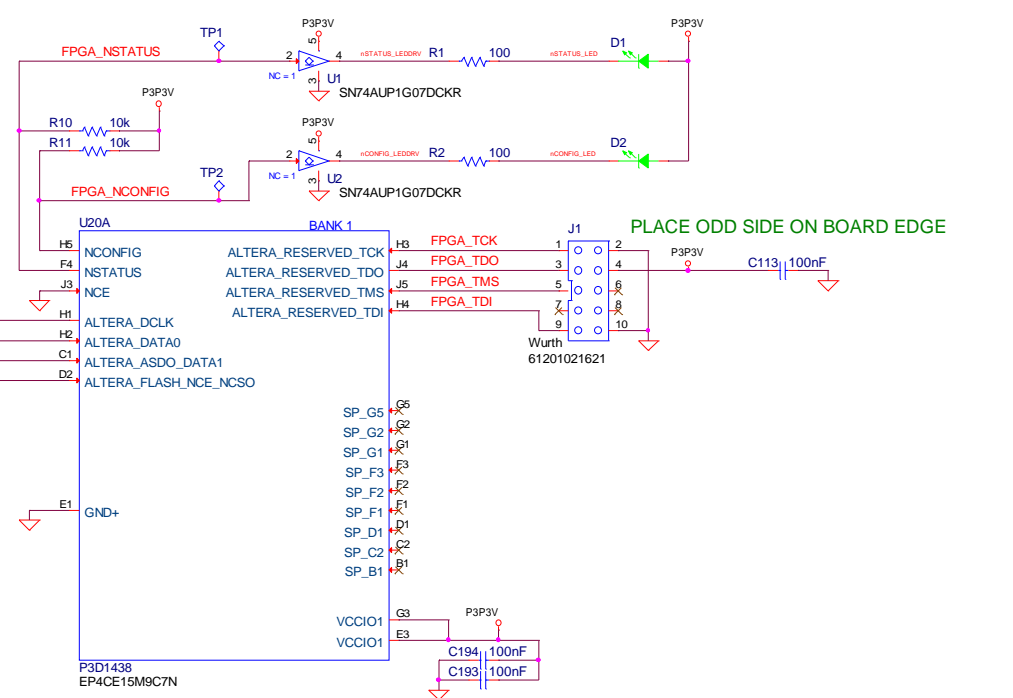 P3P3V
P3P3V
TP1
D1
FPGA_NSTATUS
2
5
4
nSTATUS_LEDDRV
R1
100
nSTATUS_LED
NC = 1
3
U1
SN74AUP1G07DCKR
P3P3V
R10
10k
P3P3V
R11
10k
D2
2
5
4
nCONFIG_LEDDRV
R2
100
nCONFIG_LED
TP2
NC = 1
3
U2
FPGA_NCONFIG
SN74AUP1G07DCKR
U20A
BANK 1
J1
PLACE ODD SIDE ON BOARD EDGE
H5
NCONFIG
ALTERA_RESERVED_TCK
H3
FPGA_TCK
1
2
P3P3V
F4
NSTATUS
ALTERA_RESERVED_TDO
J4
FPGA_TDO
3
4
C113
100nF
J3
NCE
ALTERA_RESERVED_TMS
J5
FPGA_TMS
5
6
ALTERA_RESERVED_TDI
H4
FPGA_TDI
7
8
H1
ALTERA_DCLK
9
10
H2
ALTERA_DATA0
Wurth
61201021621
C1
ALTERA_ASDO_DATA1
D2
ALTERA_FLASH_NCE_NCSO
SP_G5
G5
SP_G2
G2
SP_G1
G1
SP_F3
F3
SP_F2
F2
E1
GND+
SP_F1
F1
SP_D1
D1
SP_C2
C2
SP_B1
B1
VCCIO1
G3
P3P3V
VCCIO1
E3
C194
100nF
C193
100nF
P3D1438
EP4CE15M9C7N